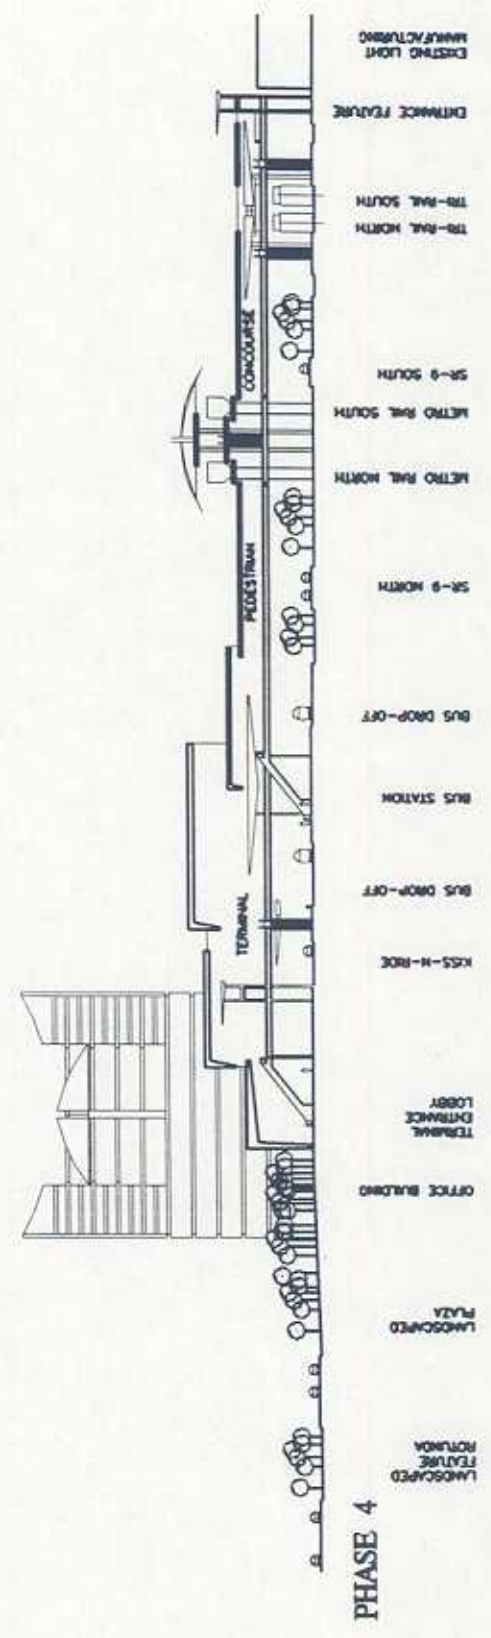 TERMINAL
PEDESTRIAN
CONCOURSE
LANDSCAPED
FEATURE
ROTUNDA
LANDSCAPED
PLAZA
OFFICE BUILDING
TERMINAL
ENTRANCE
LOBBY
KISS-N-RIDE
BUS DROP-OFF
BUS STATION
BUS DROP-OFF
SR-9 NORTH
METRO RAIL NORTH
METRO RAIL SOUTH
SR-9 SOUTH
TRI-RAIL NORTH
TRI-RAIL SOUTH
ENTRANCE FEATURE
EXISTING LIGHT
MANUFACTURING
PHASE 4